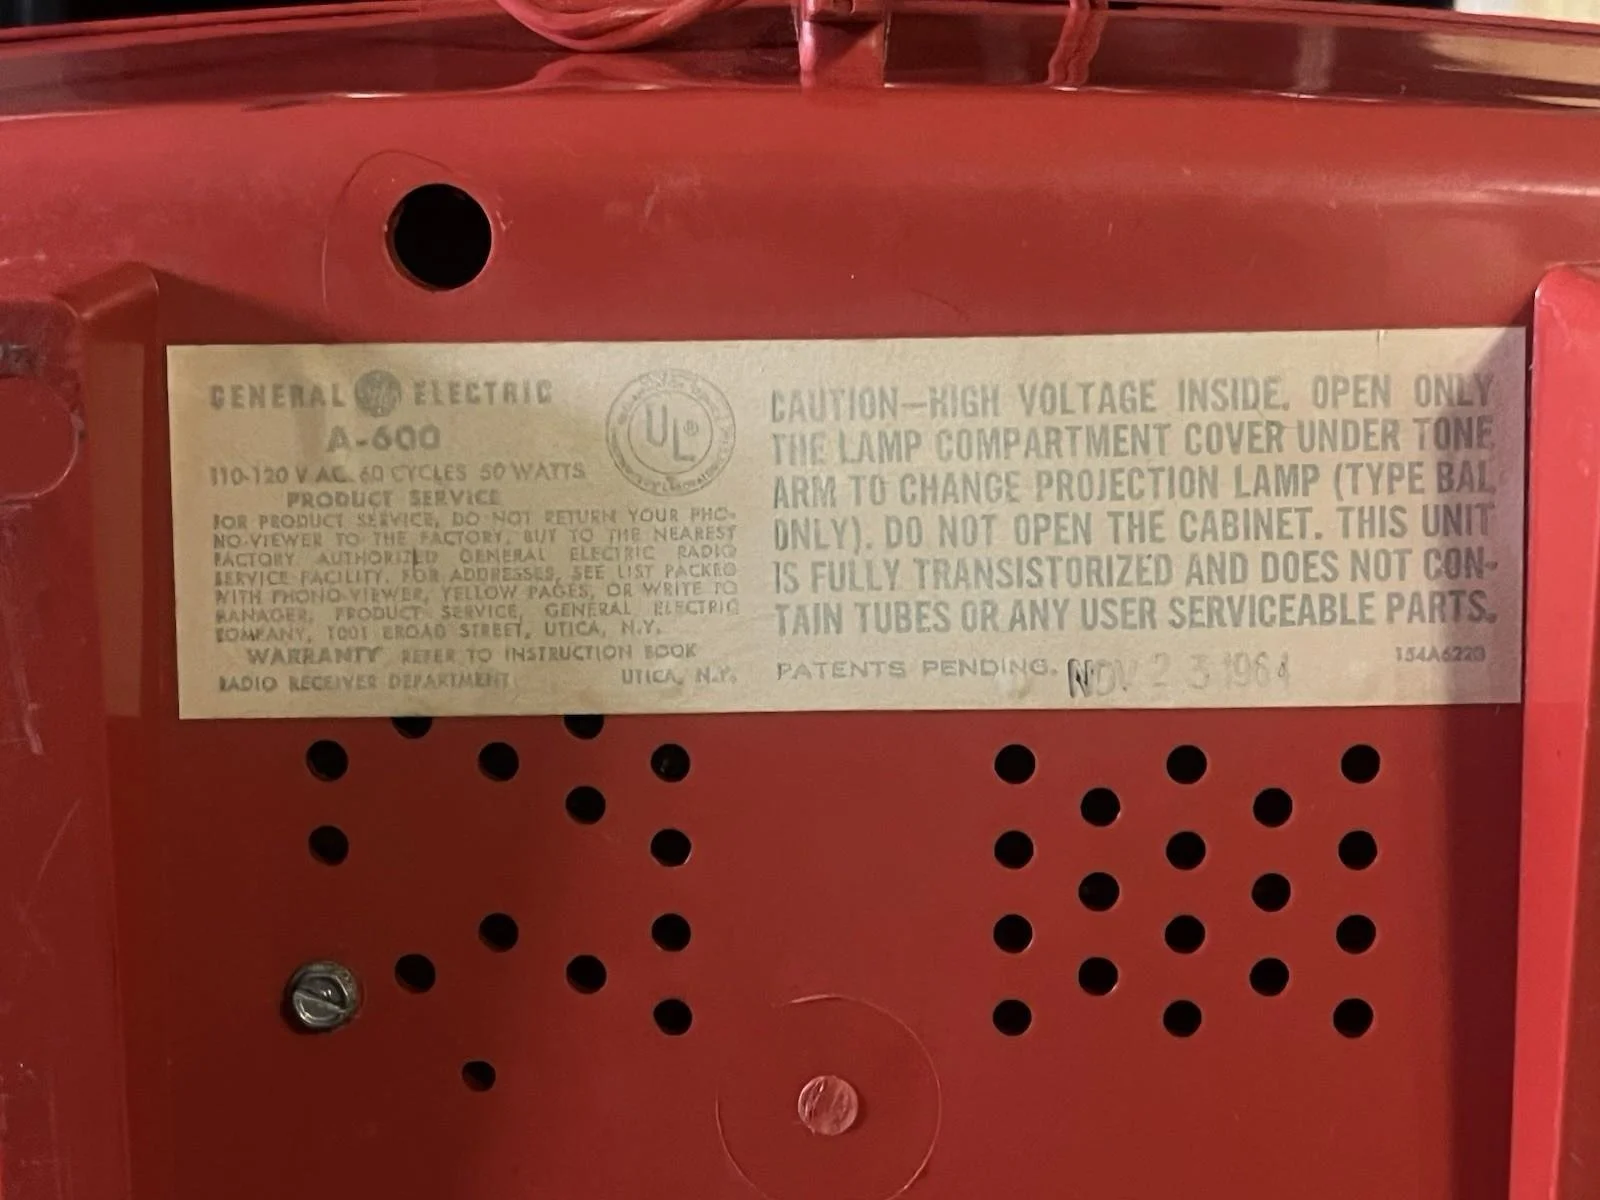 GENERAL GE ELECTRIC
A-600
110-120 V AC. 60 CYCLES 50 WATTS
PRODUCT SERVICE
FOR PRODUCT SERVICE, DO NOT RETURN YOUR PHO-
NO-VIEWER TO THE FACTORY, BUT TO THE NEAREST
FACTORY AUTHORIZED GENERAL ELECTRIC RADIO
SERVICE FACILITY. FOR ADDRESSES, SEE LIST PACKED
WITH PHONO-VIEWER, YELLOW PAGES, OR WRITE TO
MANAGER, PRODUCT SERVICE, GENERAL ELECTRIC
COMPANY, 1001 BROAD STREET, UTICA, N.Y.
WARRANTY REFER TO INSTRUCTION BOOK
RADIO RECEIVER DEPARTMENT UTICA, N.Y.
UL®
CAUTION—HIGH VOLTAGE INSIDE. OPEN ONLY
THE LAMP COMPARTMENT COVER UNDER TONE
ARM TO CHANGE PROJECTION LAMP (TYPE BAL
ONLY). DO NOT OPEN THE CABINET. THIS UNIT
IS FULLY TRANSISTORIZED AND DOES NOT CON-
TAIN TUBES OR ANY USER SERVICEABLE PARTS.
PATENTS PENDING. NOV 23 1964
154A6220